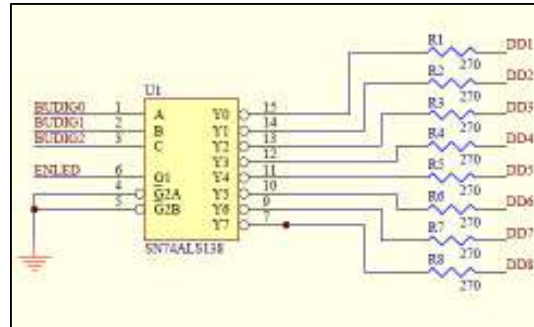 U1
BUDIG0 1 A Y0 15
BUDIG1 2 B Y1 14
BUDIG2 3 C Y2 13
Y3 12
ENLED 6 G1 Y4 11
4 G2A Y5 10
5 G2B Y6 9
Y7 7
SN74ALS138
R1 270 DD1
R2 270 DD2
R3 270 DD3
R4 270 DD4
R5 270 DD5
R6 270 DD6
R7 270 DD7
R8 270 DD8